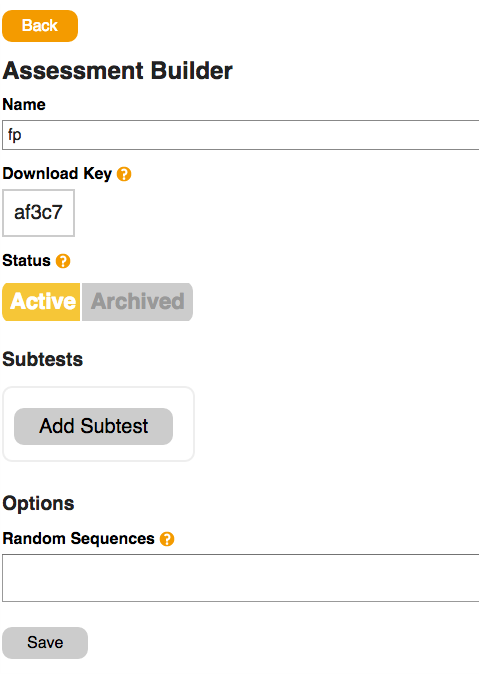 Back
Assessment Builder
Name
fp
Download Key ?
af3c7
Status ?
Active Archived
Subtests
Add Subtest
Options
Random Sequences ?
Save